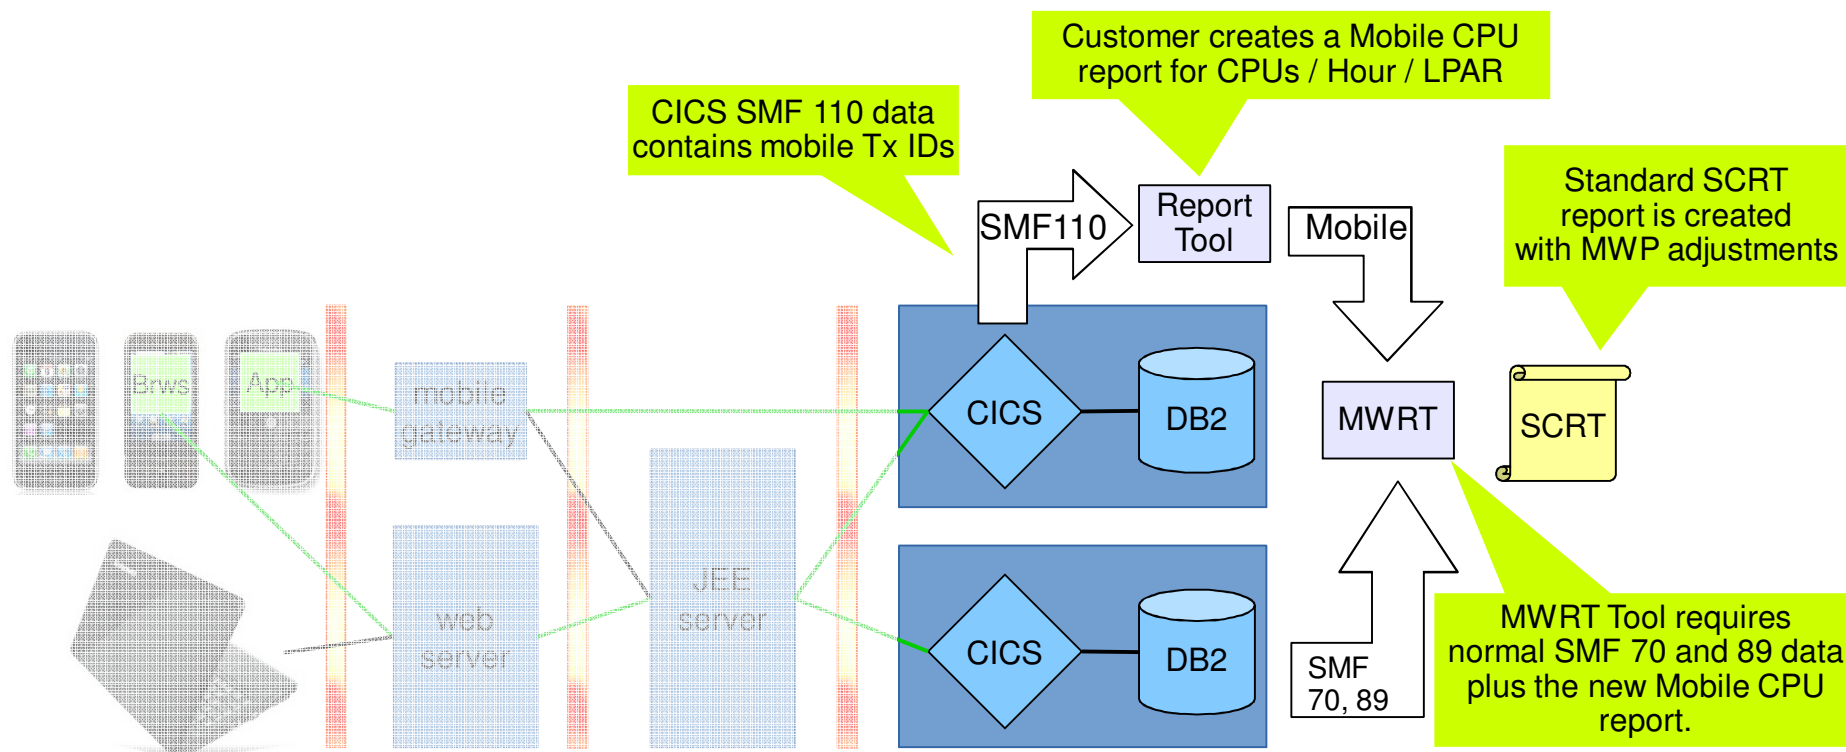 Customer creates a Mobile CPU
report for CPUs / Hour / LPAR
CICS SMF 110 data
contains mobile Tx IDs
Standard SCRT
report is created
with MWP adjustments
SMF110
Report
Tool
Mobile
Brws
App
mobile
gateway
CICS
DB2
MWRT
SCRT
JEE
server
web
server
CICS
DB2
SMF
70, 89
MWRT Tool requires
normal SMF 70 and 89 data
plus the new Mobile CPU
report.